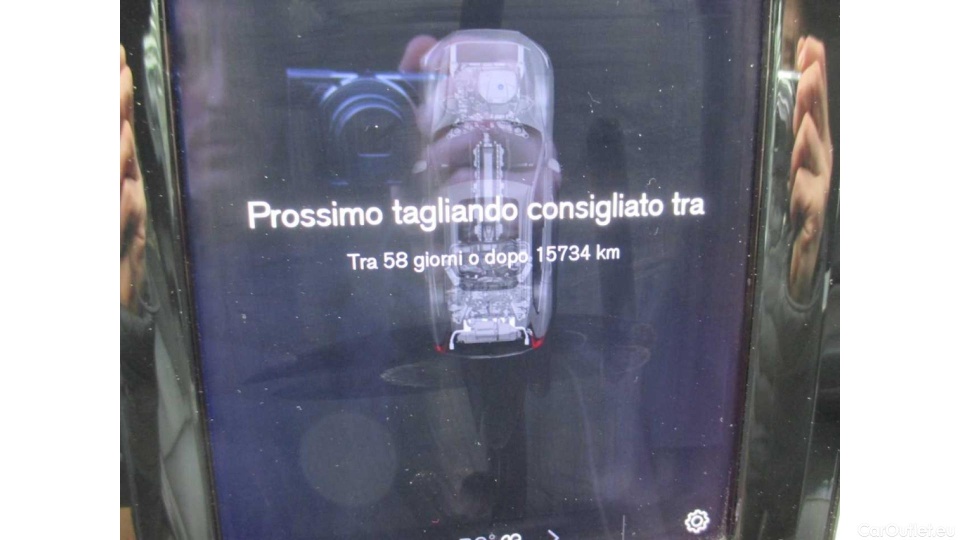 Prossimo tagliando consigliato tra
Tra 58 giorni o dopo 15734 km
CarOutlet.eu